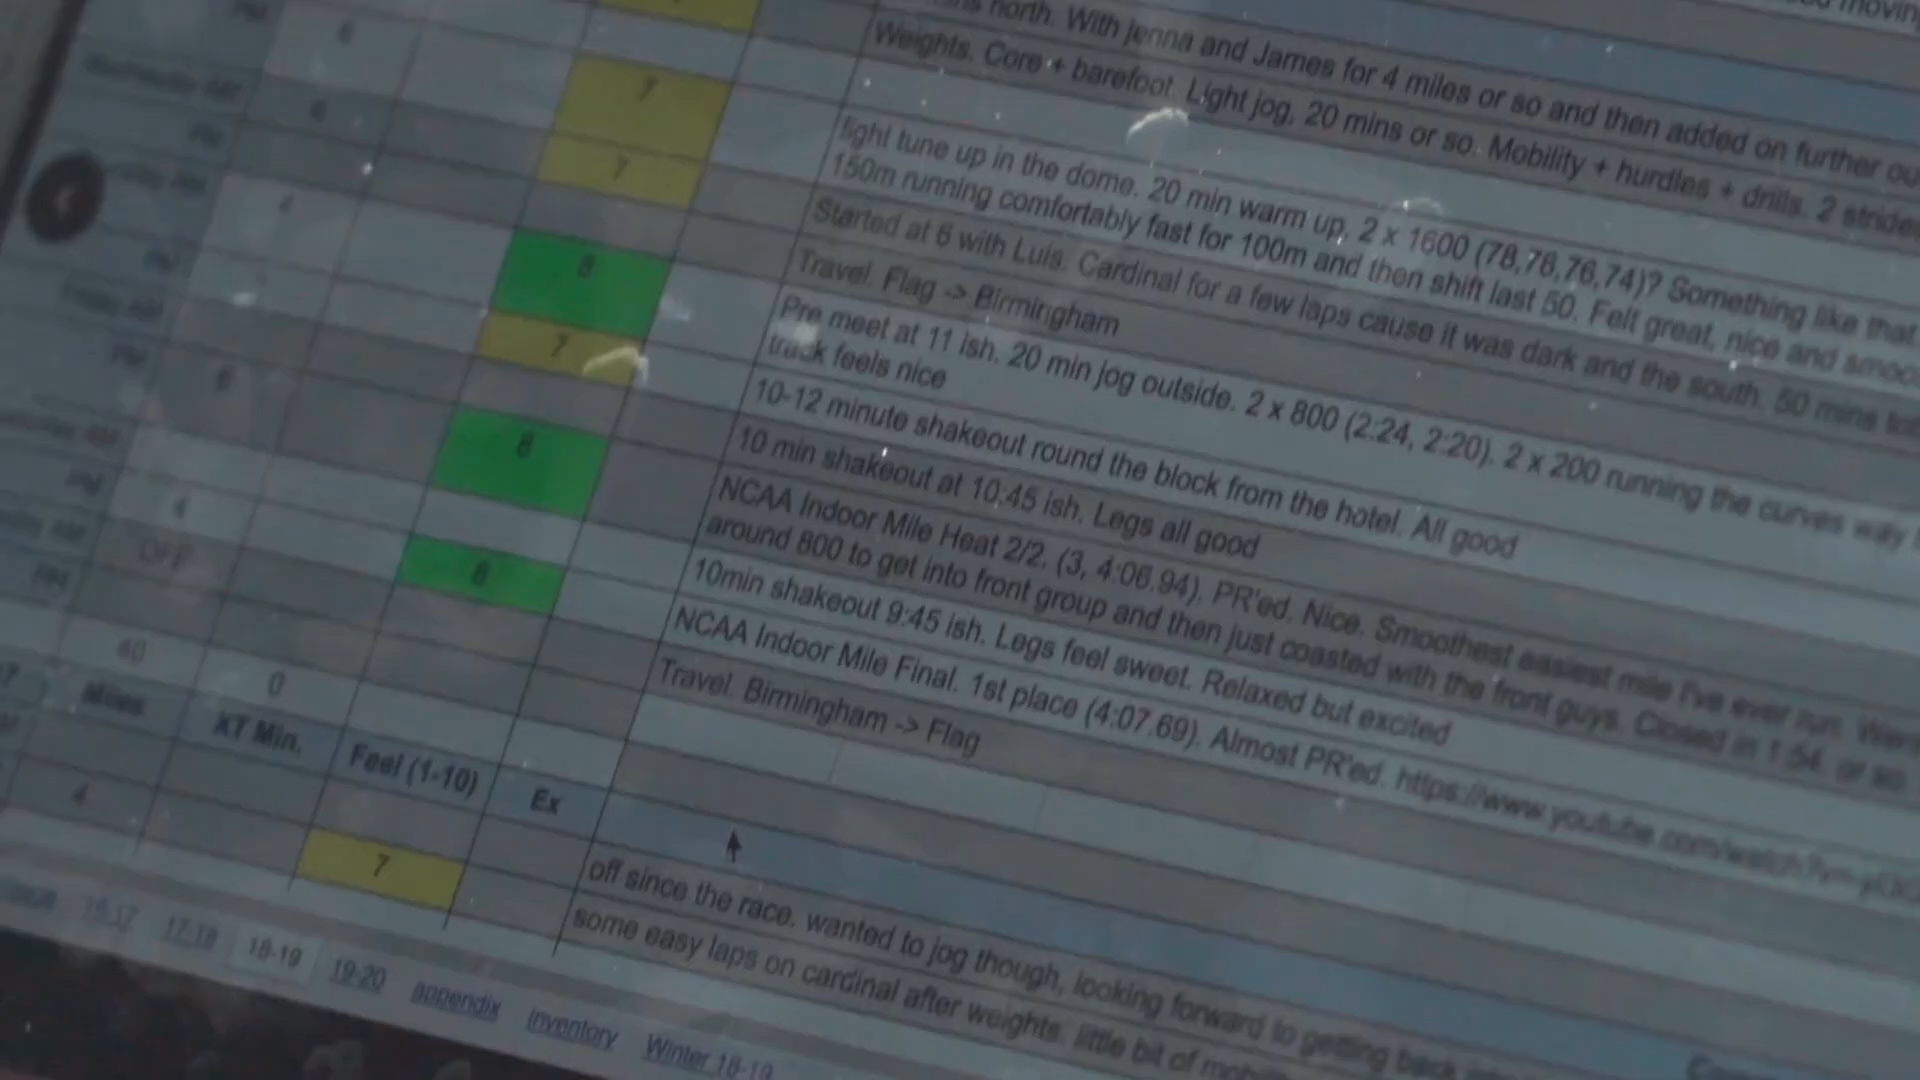 north. With jenna and James for 4 miles or so and then added on further
Weights. Core + barefoot. Light jog, 20 mins or so. Mobility + hurdles + drills. 2 strides
7
light tune up in the dome. 20 min warm up. 2 x 1600 (78,76,76,74)? Something like that.
150m running comfortably fast for 100m and then shift last 50. Felt great, nice and
7
Started at 6 with Luis. Cardinal for a few laps cause it was dark and the south. 50 mins
4
Travel. Flag -> Birmingham
8
Pre meet at 11 ish. 20 min jog outside. 2 x 800 (2:24, 2:20). 2 x 200 running the curves way
track feels nice
7
10-12 minute shakeout round the block from the hotel. All good
10 min shakeout at 10:45 ish. Legs all good
8
NCAA Indoor Mile Heat 2/2. (3, 4:06.94). PR'ed. Nice. Smoothest easiest mile I've ever run.
around 800 to get into front group and then just coasted with the front guys. Closed in 1:54. or so.
10min shakeout 9:45 ish. Legs feel sweet. Relaxed but excited
4
8
NCAA Indoor Mile Final. 1st place (4:07.69). Almost PR'ed. https://www.youtube.com/watch?v=
OFF
Travel. Birmingham -> Flag
40 0
Miles XT Min. Feel (1-10) Ex
off since the race. wanted to jog though, looking forward to getting back
4 7
some easy laps on cardinal after weights. little bit of
16-17 17-18 18-19 19-20 appendix inventory Winter 18-19